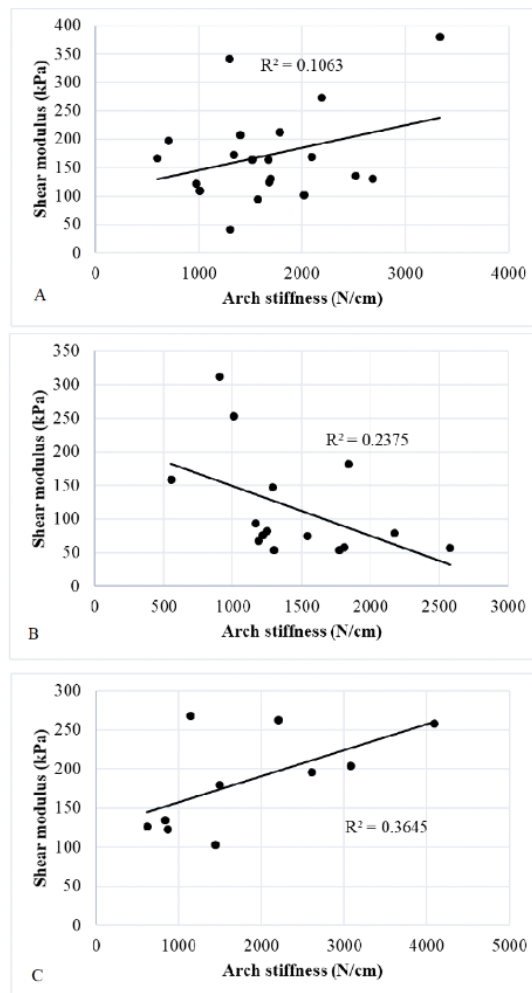 400
350
300
250
200
150
100
50
0
Shear modulus (kPa)
R² = 0.1063
0 1000 2000 3000 4000
A Arch stiffness (N/cm)
350
300
250
200
150
100
50
0
Shear modulus (kPa)
R² = 0.2375
0 500 1000 1500 2000 2500 3000
B Arch stiffness (N/cm)
300
250
200
150
100
50
0
Shear modulus (kPa)
R² = 0.3645
0 1000 2000 3000 4000 5000
C Arch stiffness (N/cm)